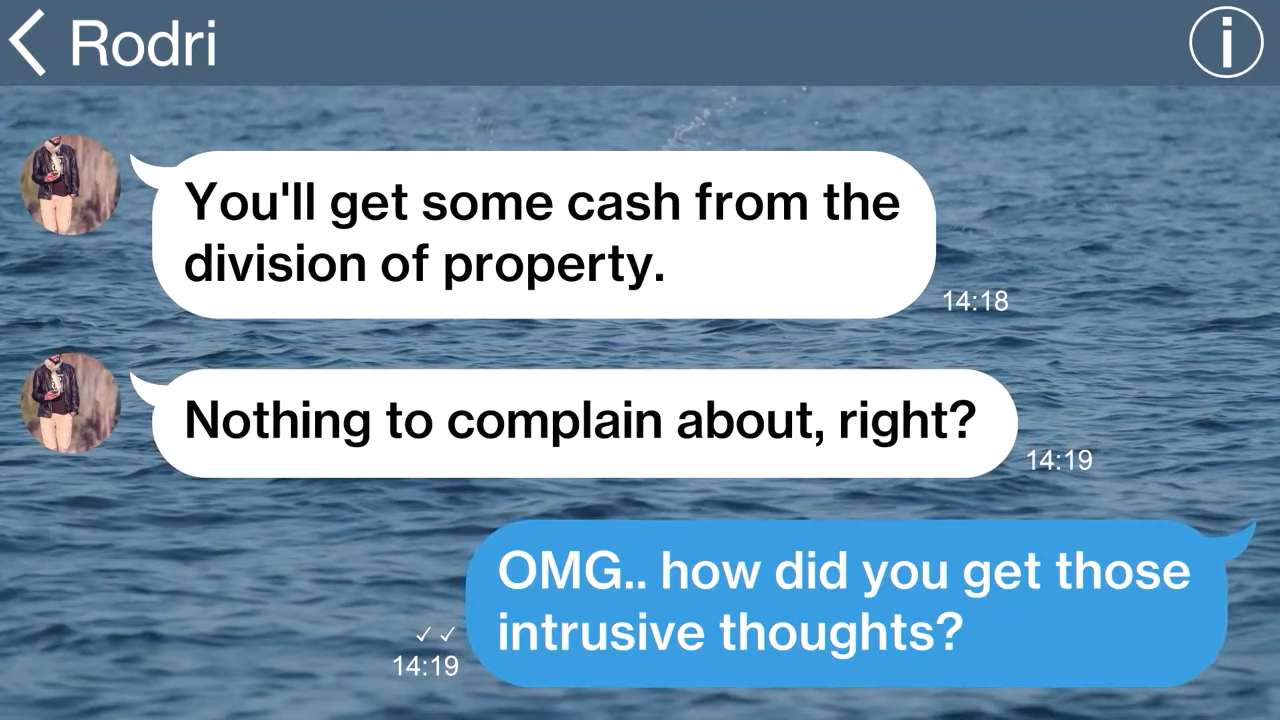 Rodri
You'll get some cash from the
division of property.
14:18
Nothing to complain about, right?
14:19
OMG.. how did you get those
intrusive thoughts?
14:19